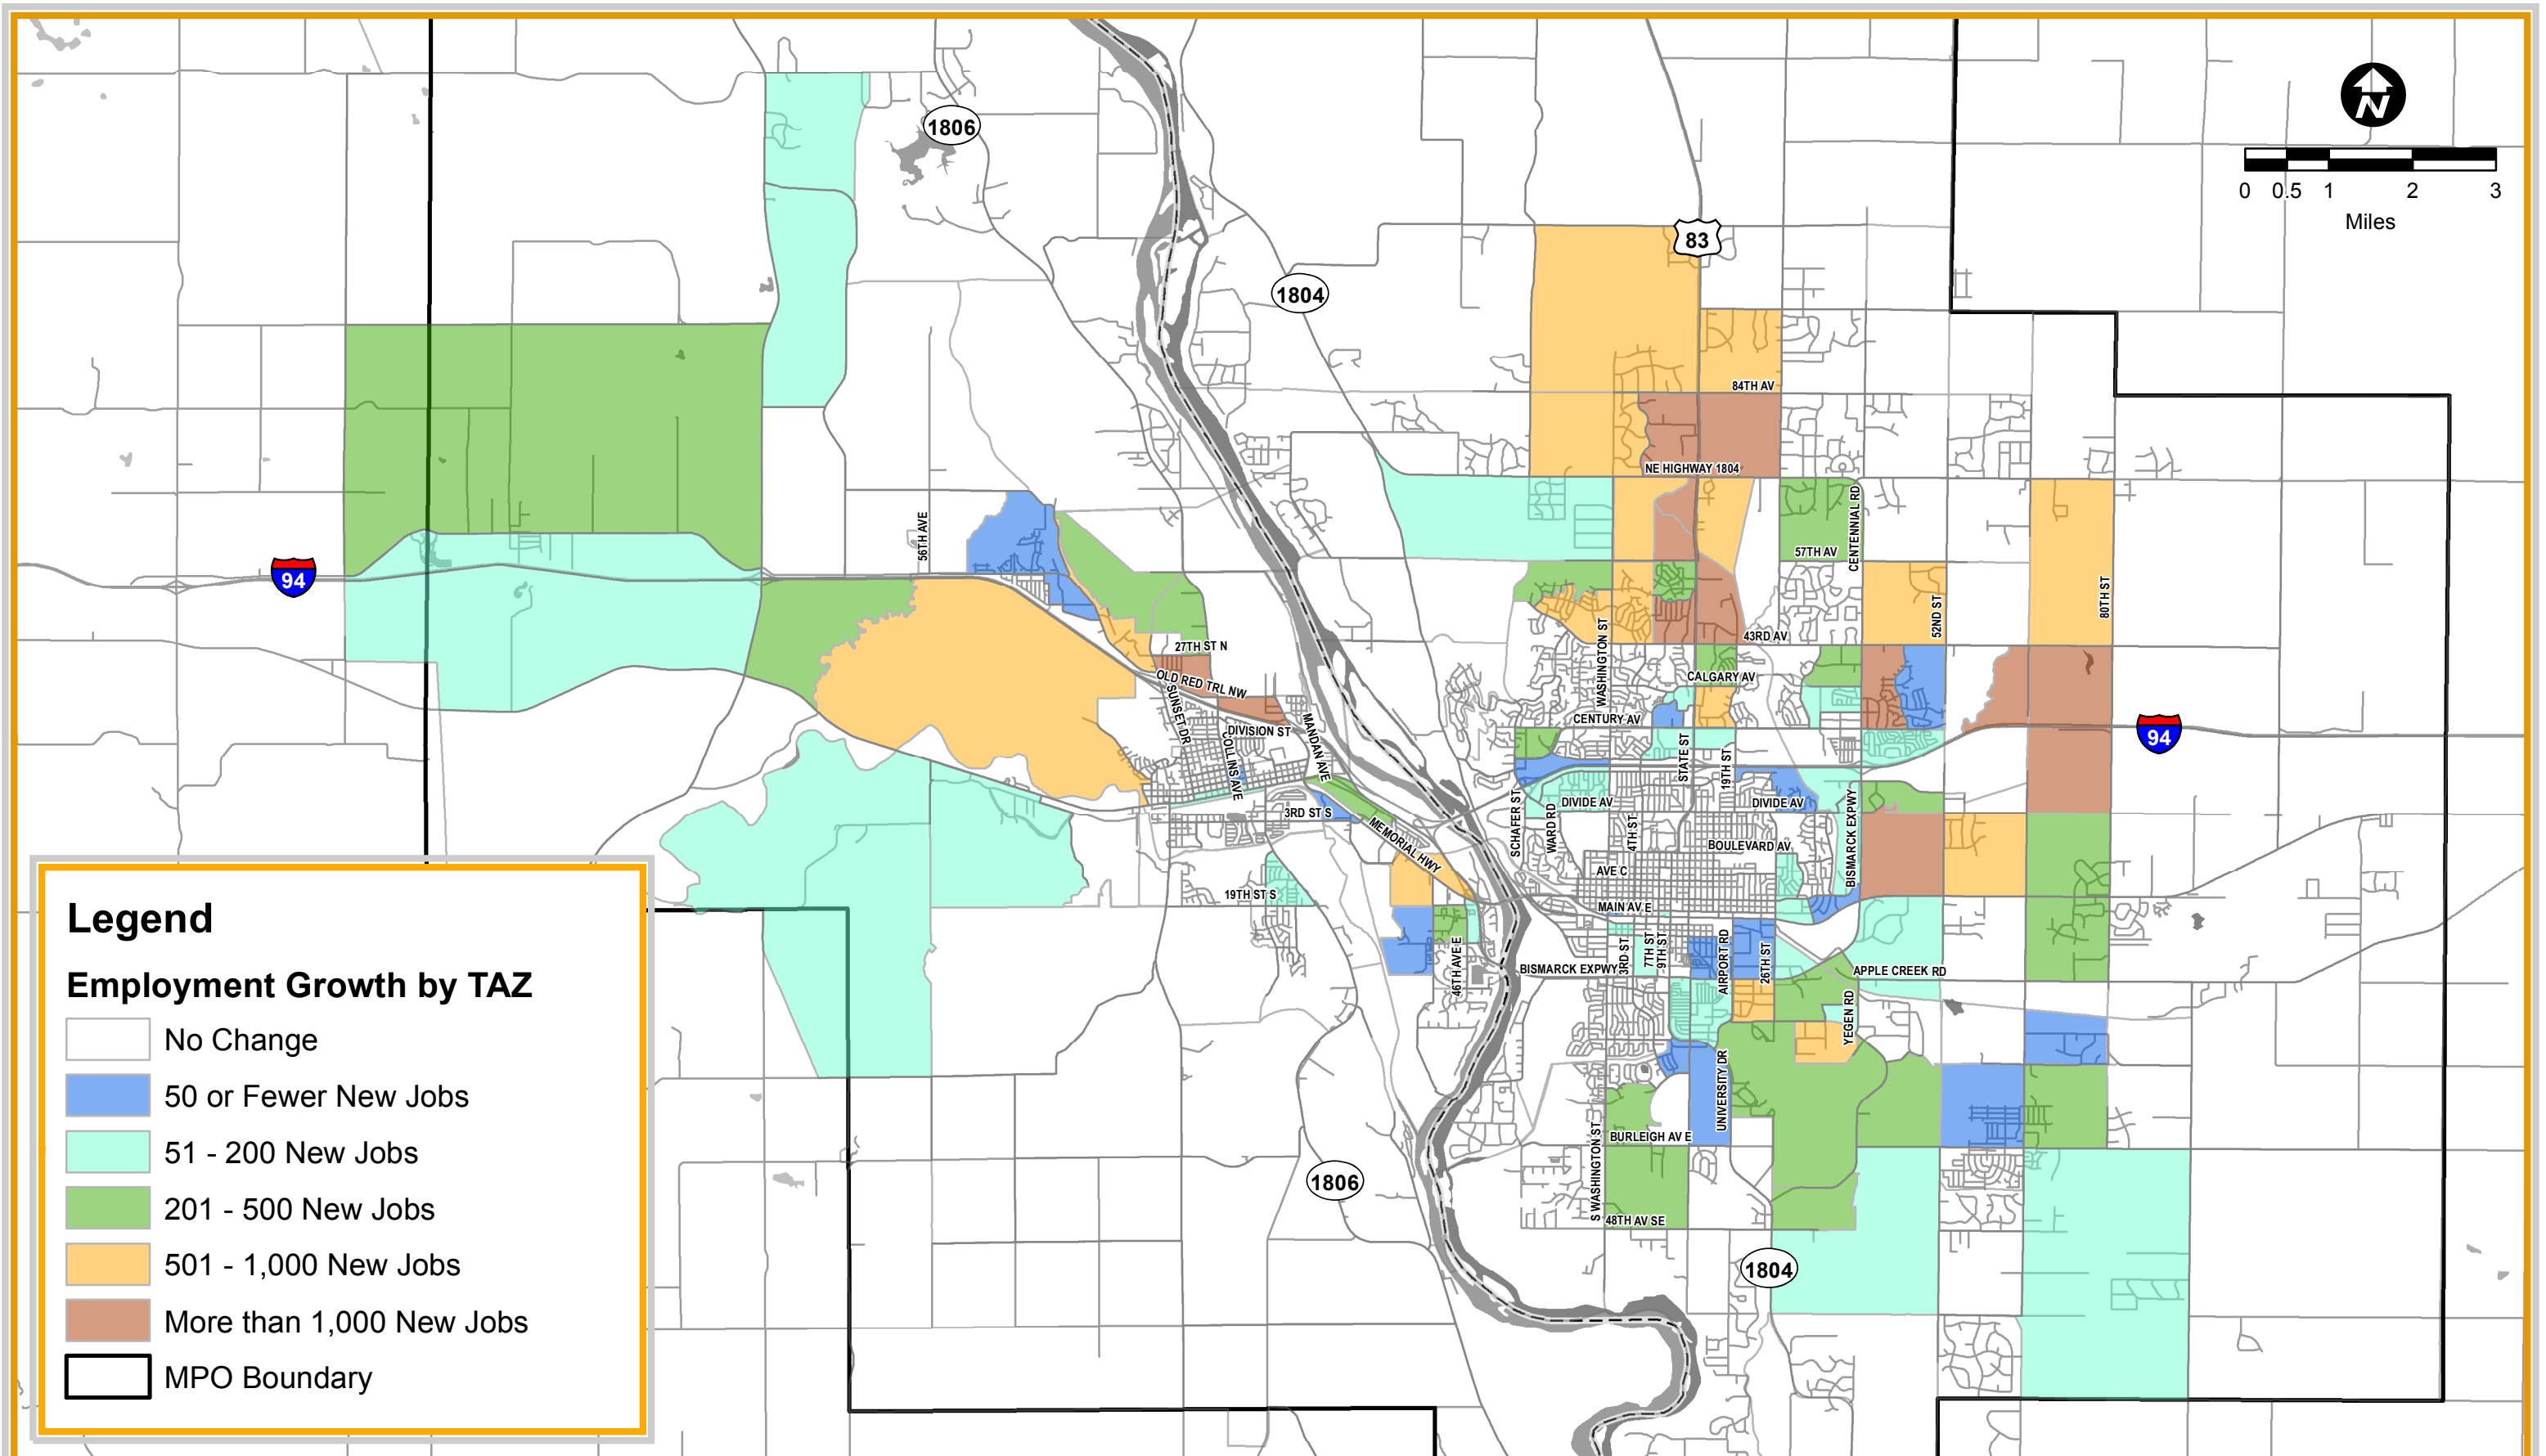 1806
N
0 0.5 1 2 3
Miles
83
1804
84TH AV
NE HIGHWAY 1804
CENTENNIAL RD
56TH AVE
57TH AV
94
52ND ST
80TH ST
WASHINGTON ST
43RD AV
27TH ST N
OLD RED TRL NW
CALGARY AV
SUNSET DR
MANDAN AVE
CENTURY AV
DIVISION ST
COLLINS AVE
STATE ST
19TH ST
94
DIVIDE AV
DIVIDE AV
SCHAFER ST
WARD RD
3RD ST S
MEMORIAL HWY
4TH ST
BOULEVARD AV
BISMARCK EXPWY
AVE C
19TH ST S
MAIN AV E
46TH AVE E
3RD ST
7TH ST
9TH ST
AIRPORT RD
26TH ST
BISMARCK EXPWY
APPLE CREEK RD
YEGEN RD
UNIVERSITY DR
BURLEIGH AV E
S WASHINGTON ST
1806
48TH AV SE
1804
Legend
Employment Growth by TAZ
No Change
50 or Fewer New Jobs
51 - 200 New Jobs
201 - 500 New Jobs
501 - 1,000 New Jobs
More than 1,000 New Jobs
MPO Boundary